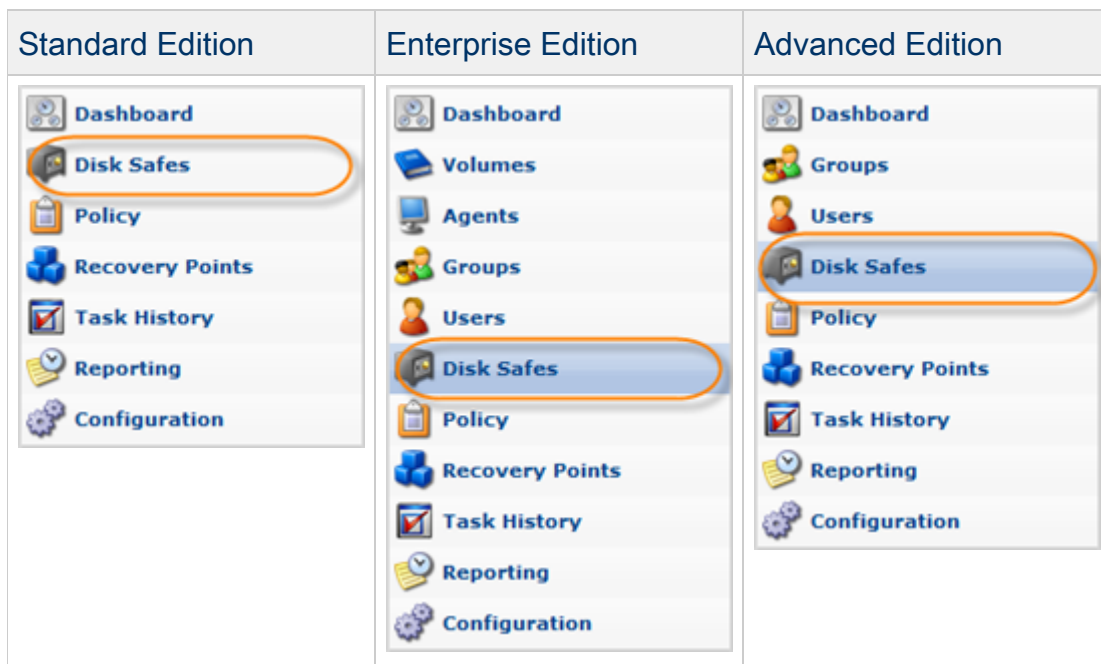 Standard Edition
Dashboard
Disk Safes
Policy
Recovery Points
Task History
Reporting
Configuration
Enterprise Edition
Dashboard
Volumes
Agents
Groups
Users
Disk Safes
Policy
Recovery Points
Task History
Reporting
Configuration
Advanced Edition
Dashboard
Groups
Users
Disk Safes
Policy
Recovery Points
Task History
Reporting
Configuration